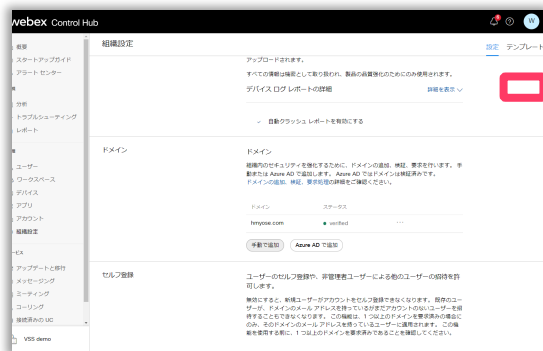 webex Control Hub
W
概要
スタートアップガイド
アラート センター
分析
トラブルシューティング
レポート
ユーザー
ワークスペース
デバイス
アプリ
アカウント
組織設定
アップデートと移行
メッセージング
ミーティング
コーリング
接続済みの UC
VSS demo
組織設定
設定 テンプレート
アップロードされます。
すべての情報は極秘として取り扱われ、製品の品質強化のためにのみ使用されます。
デバイス ログ レポートの詳細
詳細を表示
自動クラッシュ レポートを有効にする
ドメイン
ドメイン
組織内のセキュリティを強化するために、ドメインの追加、検証、要求を行います。 手
動または Azure AD で追加します。 Azure AD ではドメインは検証済みです。
ドメインの追加、検証、要求処理の詳細をご確認ください。
ドメイン ステータス
hmyose.com verified
手動で追加 Azure AD で追加
セルフ登録
ユーザーのセルフ登録や、非管理者ユーザーによる他のユーザーの招待を許
可します。
無効にすると、新規ユーザーがアカウントをセルフ登録できなくなります。 既存のユー
ザーが、ドメインのメール アドレスを持っているがまだアカウントのないユーザーを招
待することもできなくなります。 この機能は、1 つ以上のドメインを要求済みの場合に
のみ、そのドメインのメール アドレスを持っているユーザーに適用されます。 この機
能を使用する前に、1 つ以上のドメインを要求済みであることを確認してください。